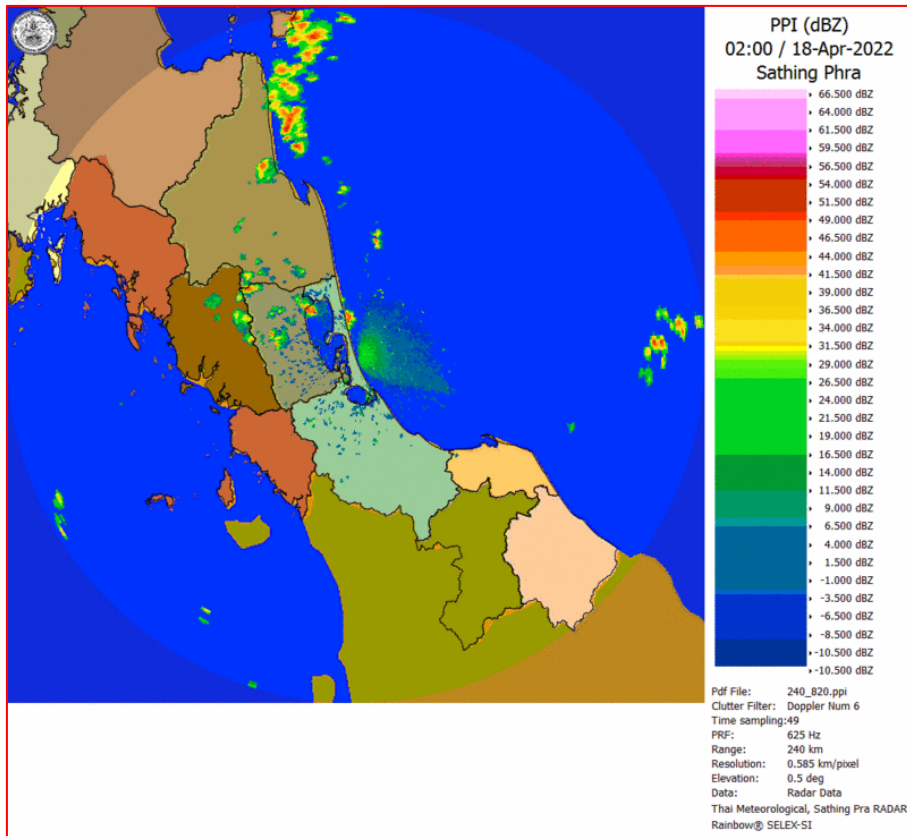 PPI (dBZ)
02:00 / 18-Apr-2022
Sathing Phra
66.500 dBZ
64.000 dBZ
61.500 dBZ
59.500 dBZ
56.500 dBZ
54.000 dBZ
51.500 dBZ
49.000 dBZ
46.500 dBZ
44.000 dBZ
41.500 dBZ
39.000 dBZ
36.500 dBZ
34.000 dBZ
31.500 dBZ
29.000 dBZ
26.500 dBZ
24.000 dBZ
21.500 dBZ
19.000 dBZ
16.500 dBZ
14.000 dBZ
11.500 dBZ
9.000 dBZ
6.500 dBZ
4.000 dBZ
1.500 dBZ
-1.000 dBZ
-3.500 dBZ
-6.500 dBZ
-8.500 dBZ
-10.500 dBZ
-10.500 dBZ
Pdf File: 240_820.ppi
Clutter Filter: Doppler Num 6
Time sampling:49
PRF: 625 Hz
Range: 240 km
Resolution: 0.585 km/pixel
Elevation: 0.5 deg
Data: Radar Data
Thai Meteorological, Sathing Pra RADAR
Rainbow® SELEX-SI